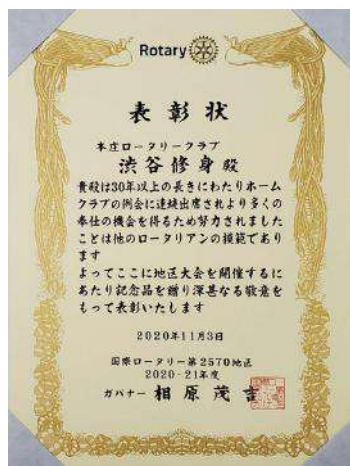 Rotary
表彰状
本庄ロータリークラブ
渋谷修身殿
貴殿は30年以上の長きにわたりホーム
クラブの例会に連続出席されより多くの
奉仕の機会を得るため努力されました
ことは他のロータリアンの模範であり
ます
よってここに地区大会を開催するに
あたり記念品を贈り深甚なる敬意を
もって表彰いたします
2020年11月3日
国際ロータリー第2570地区
2020-21年度
ガバナー 相原茂吉